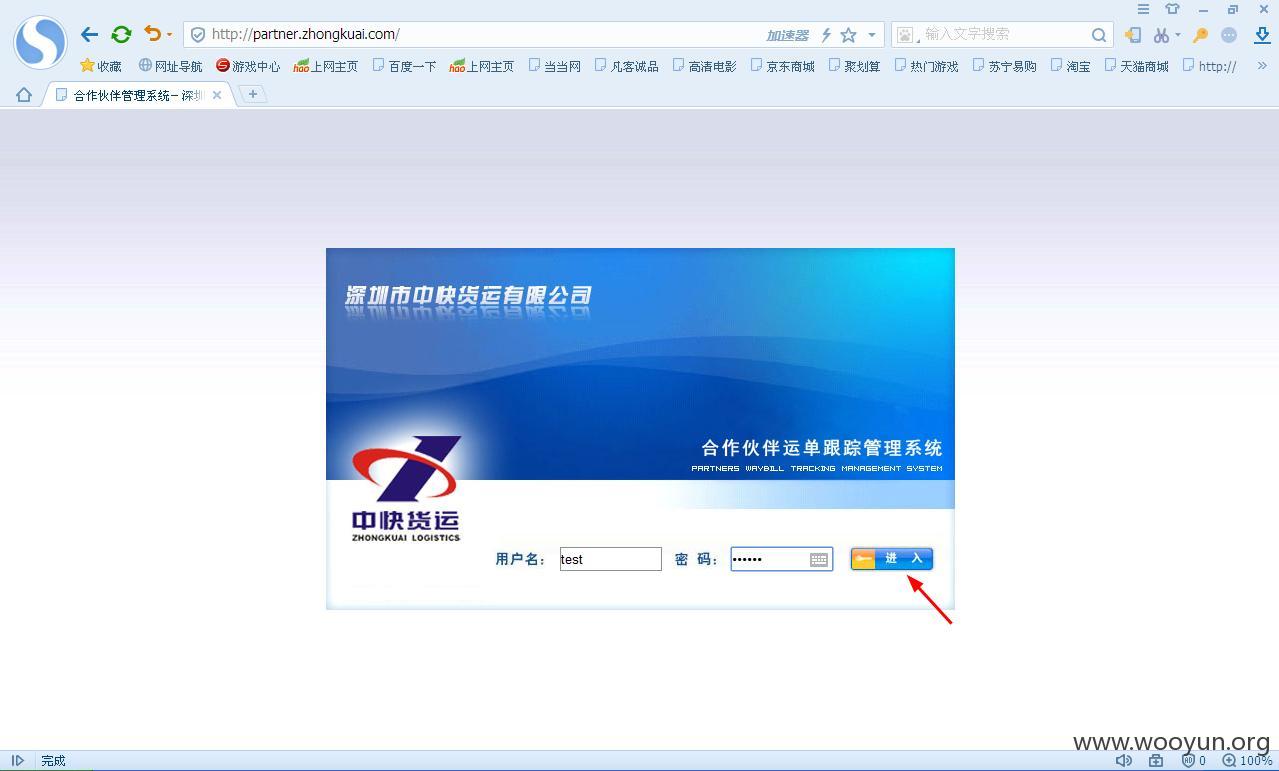 http://partner.zhongkuai.com/
加速器
输入文字搜索
收藏 网址导航 游戏中心 上网主页 百度一下 上网主页 当当网 凡客诚品 高清电影 京东商城 聚划算 热门游戏 苏宁易购 淘宝 天猫商城 http://
合作伙伴管理系统-深圳
深圳市中快货运有限公司
合作伙伴运单跟踪管理系统
PARTNERS WAYBILL TRACKING MANAGEMENT SYSTEM
中快货运
ZHONGKUAI LOGISTICS
用户名： test 密 码： •••••• 进 入
www.wooyun.org
完成 0 100%